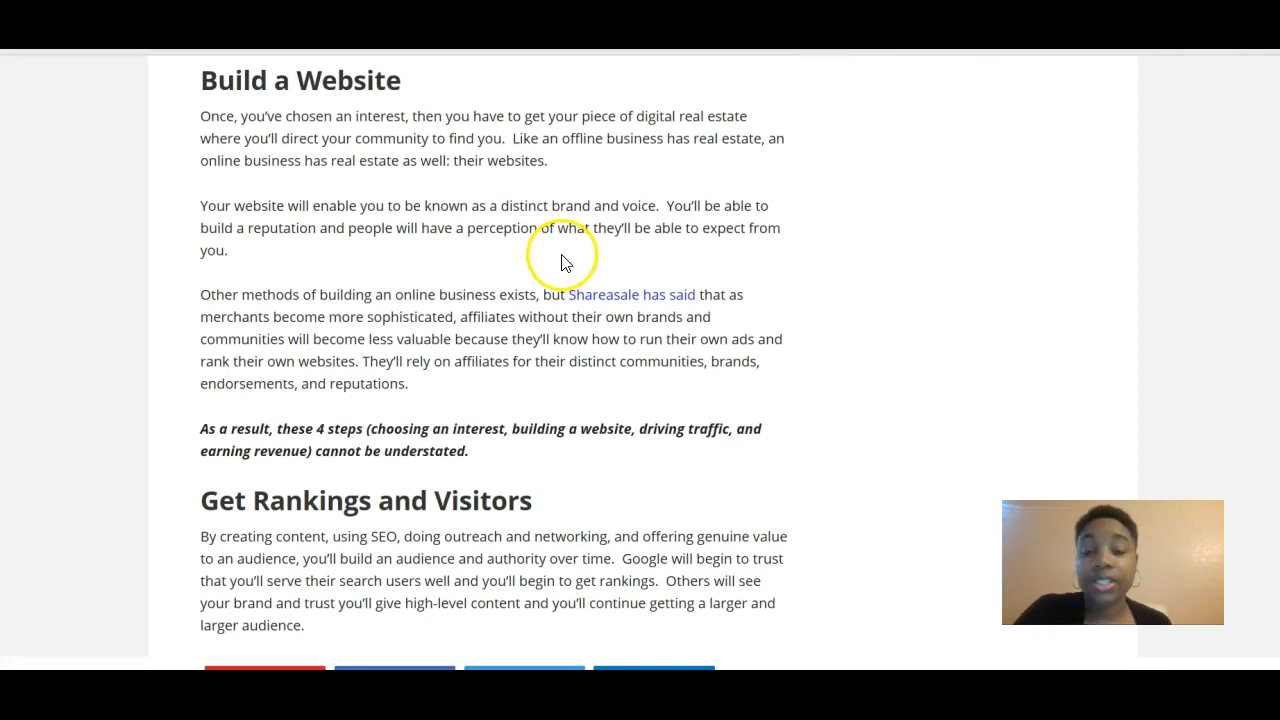 Build a Website
Once, you've chosen an interest, then you have to get your piece of digital real estate
where you'll direct your community to find you.  Like an offline business has real estate, an
online business has real estate as well: their websites.
Your website will enable you to be known as a distinct brand and voice.  You'll be able to
build a reputation and people will have a perception of what they'll be able to expect from
you.
Other methods of building an online business exists, but Shareasale has said that as
merchants become more sophisticated, affiliates without their own brands and
communities will become less valuable because they'll know how to run their own ads and
rank their own websites. They'll rely on affiliates for their distinct communities, brands,
endorsements, and reputations.
As a result, these 4 steps (choosing an interest, building a website, driving traffic, and
earning revenue) cannot be understated.
Get Rankings and Visitors
By creating content, using SEO, doing outreach and networking, and offering genuine value
to an audience, you'll build an audience and authority over time.  Google will begin to trust
that you'll serve their search users well and you'll begin to get rankings.  Others will see
your brand and trust you'll give high-level content and you'll continue getting a larger and
larger audience.